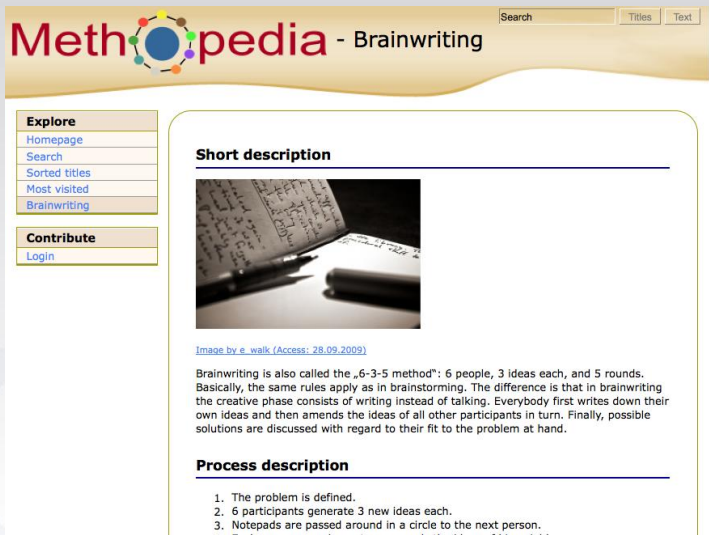 Methopedia - Brainwriting
Search Titles Text
Explore
Homepage
Search
Sorted titles
Most visited
Brainwriting
Contribute
Login
Short description
Image by e_walk (Access: 28.09.2009)
Brainwriting is also called the „6-3-5 method“: 6 people, 3 ideas each, and 5 rounds.
Basically, the same rules apply as in brainstorming. The difference is that in brainwriting
the creative phase consists of writing instead of talking. Everybody first writes down their
own ideas and then amends the ideas of all other participants in turn. Finally, possible
solutions are discussed with regard to their fit to the problem at hand.
Process description
1. The problem is defined.
2. 6 participants generate 3 new ideas each.
3. Notepads are passed around in a circle to the next person.